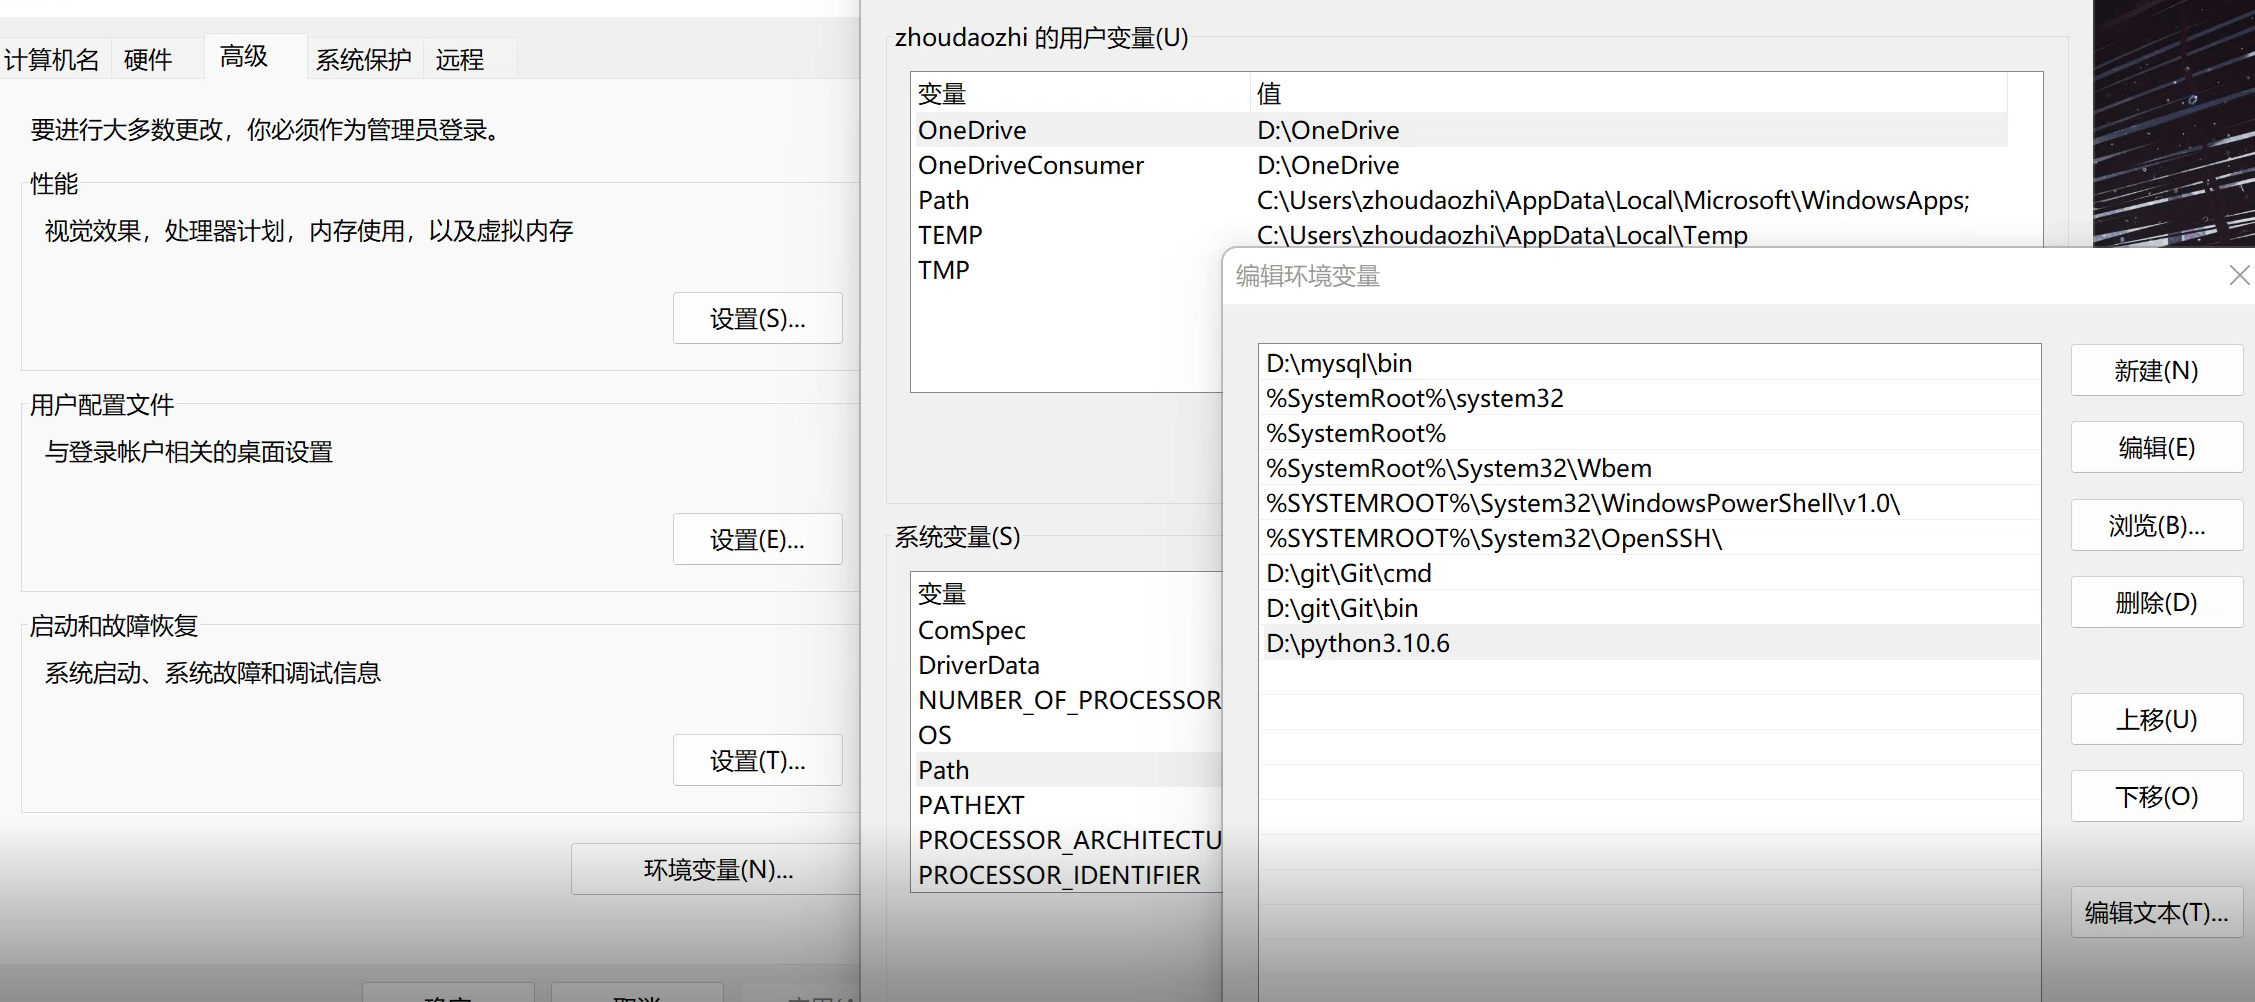 计算机名
硬件
高级
系统保护
远程
要进行大多数更改，你必须作为管理员登录。
性能
视觉效果，处理器计划，内存使用，以及虚拟内存
设置(S)...
用户配置文件
与登录帐户相关的桌面设置
设置(E)...
启动和故障恢复
系统启动、系统故障和调试信息
设置(T)...
环境变量(N)...
zhoudaozhi 的用户变量(U)
变量 值
OneDrive D:\OneDrive
OneDriveConsumer D:\OneDrive
Path C:\Users\zhoudaozhi\AppData\Local\Microsoft\WindowsApps;
TEMP C:\Users\zhoudaozhi\AppData\Local\Temp
TMP
系统变量(S)
变量
ComSpec
DriverData
NUMBER_OF_PROCESSOR
OS
Path
PATHEXT
PROCESSOR_ARCHITECTU
PROCESSOR_IDENTIFIER
编辑环境变量
D:\mysql\bin
%SystemRoot%\system32
%SystemRoot%
%SystemRoot%\System32\Wbem
%SYSTEMROOT%\System32\WindowsPowerShell\v1.0\
%SYSTEMROOT%\System32\OpenSSH\
D:\git\Git\cmd
D:\git\Git\bin
D:\python3.10.6
新建(N)
编辑(E)
浏览(B)...
删除(D)
上移(U)
下移(O)
编辑文本(T)...